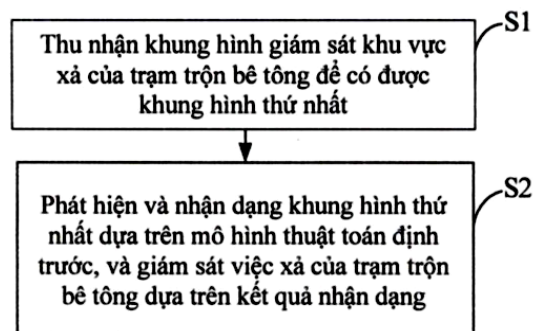 S1
Thu nhận khung hình giám sát khu vực
xả của trạm trộn bê tông để có được
khung hình thứ nhất
S2
Phát hiện và nhận dạng khung hình thứ
nhất dựa trên mô hình thuật toán định
trước, và giám sát việc xả của trạm trộn
bê tông dựa trên kết quả nhận dạng